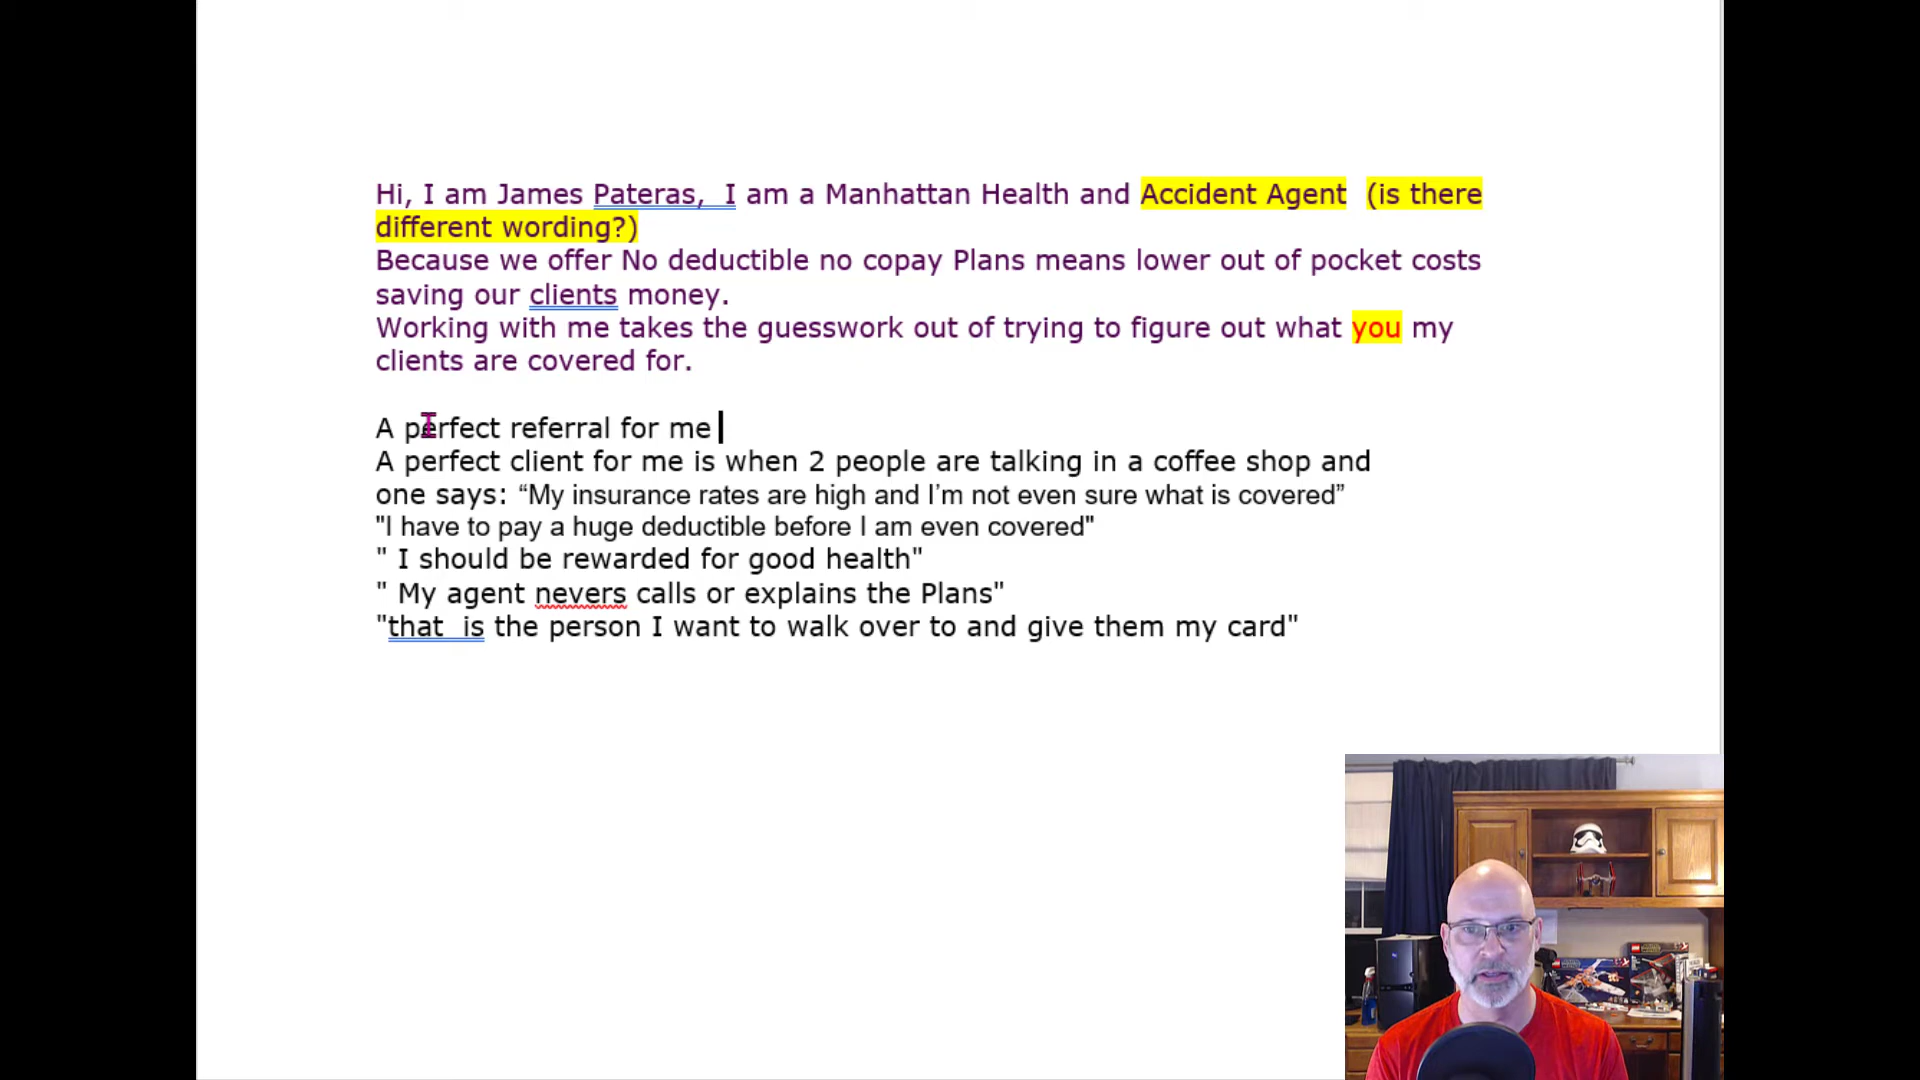 Hi, I am James Pateras,  I am a Manhattan Health and Accident Agent  (is there
different wording?)
Because we offer No deductible no copay Plans means lower out of pocket costs
saving our clients money.
Working with me takes the guesswork out of trying to figure out what you my
clients are covered for.
A perfect referral for me
A perfect client for me is when 2 people are talking in a coffee shop and
one says: “My insurance rates are high and I’m not even sure what is covered”
"I have to pay a huge deductible before I am even covered"
" I should be rewarded for good health"
" My agent nevers calls or explains the Plans"
"that  is the person I want to walk over to and give them my card"